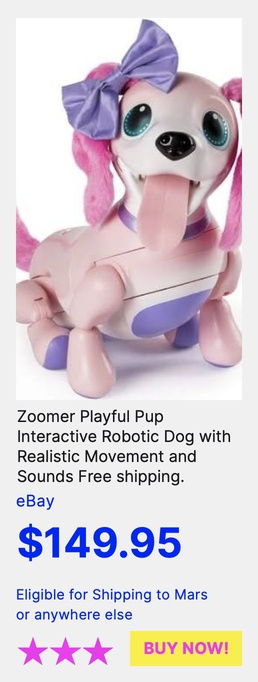 Zoomer Playful Pup
Interactive Robotic Dog with
Realistic Movement and
Sounds Free shipping.
eBay
$149.95
Eligible for Shipping to Mars
or anywhere else
BUY NOW!